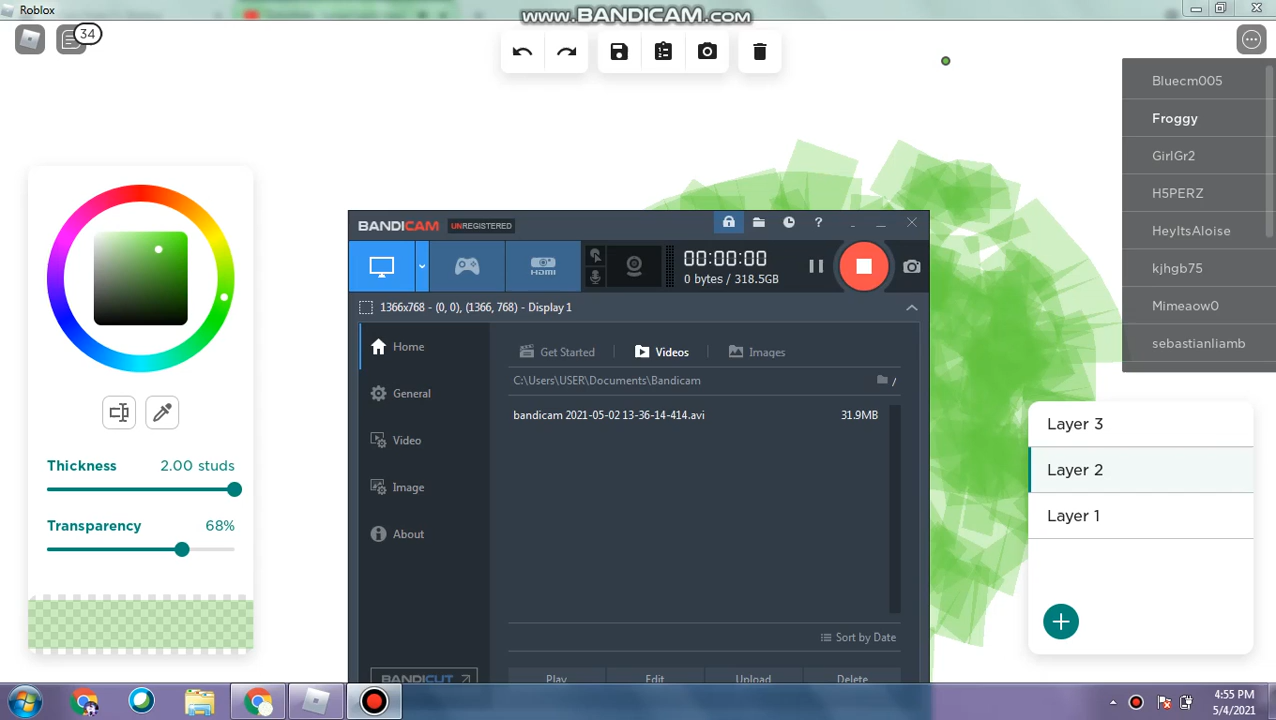 Roblox
www.BANDICAM.com
34
Bluecm005
Froggy
GirlGr2
H5PERZ
HeyItsAloise
kjhgb75
Mimeaow0
sebastianliamb
BANDICAM UNREGISTERED
HDMI
00:00:00
0 bytes / 318.5GB
1366x768 - (0, 0), (1366, 768) - Display 1
Home
General
Video
Image
About
Get Started
Videos
Images
C:\Users\USER\Documents\Bandicam
/
bandicam 2021-05-02 13-36-14-414.avi 31.9MB
Sort by Date
BANDICUT
Play Edit Upload Delete
Thickness 2.00 studs
Transparency 68%
Layer 3
Layer 2
Layer 1
4:55 PM
5/4/2021